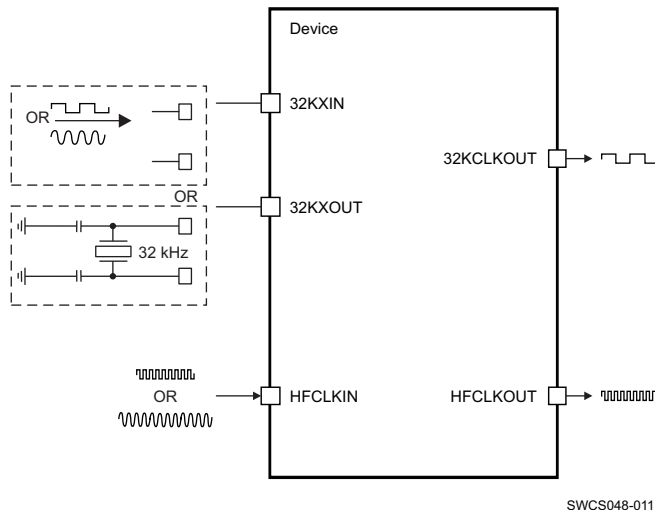 Device
32KXIN
OR
32KCLKOUT
OR
32KXOUT
32 kHz
HFCLKIN
OR
HFCLKOUT
SWCS048-011